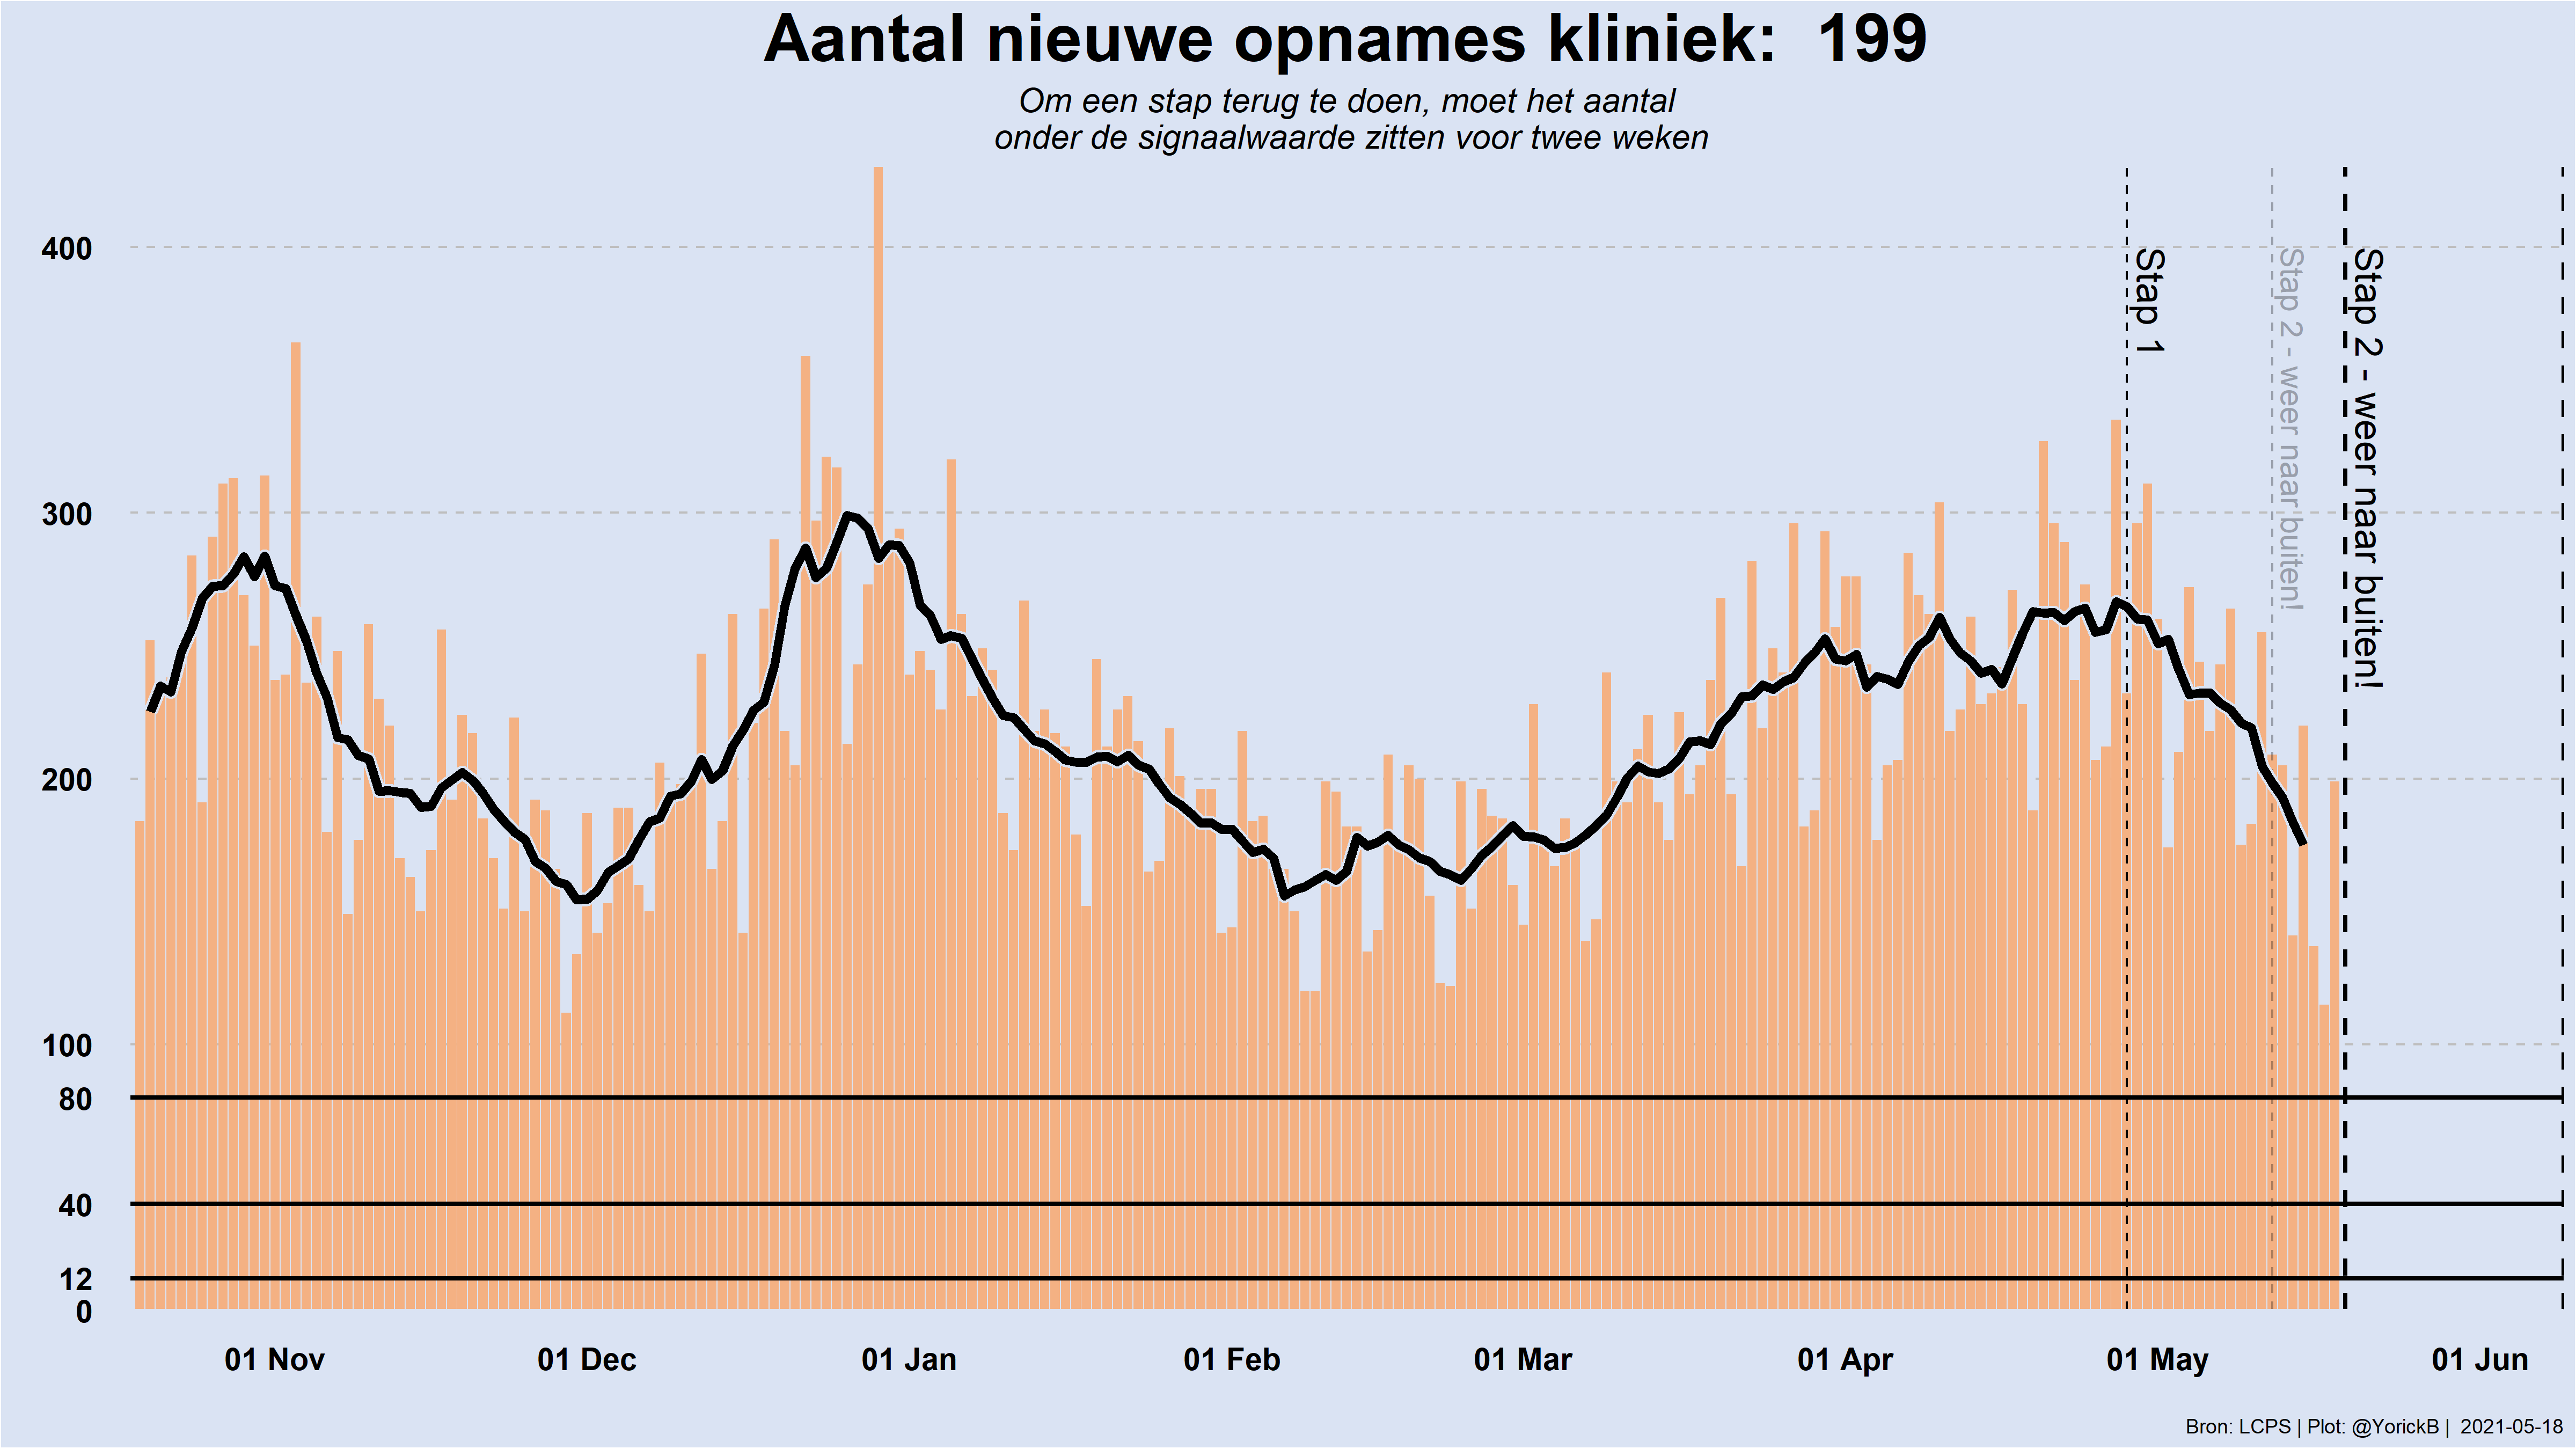 Aantal nieuwe opnames kliniek: 199
Om een stap terug te doen, moet het aantal
onder de signaalwaarde zitten voor twee weken
400
300
200
100
80
40
12
0
Stap 1
Stap 2 - weer naar buiten!
Stap 2 - weer naar buiten!
01 Nov
01 Dec
01 Jan
01 Feb
01 Mar
01 Apr
01 May
01 Jun
Bron: LCPS | Plot: @YorickB | 2021-05-18